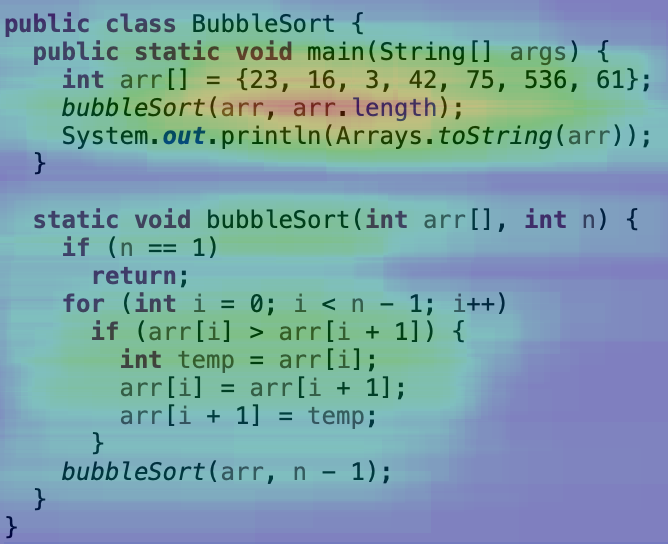 public class BubbleSort {
  public static void main(String[] args) {
    int arr[] = {23, 16, 3, 42, 75, 536, 61};
    bubbleSort(arr, arr.length);
    System.out.println(Arrays.toString(arr));
  }

  static void bubbleSort(int arr[], int n) {
    if (n == 1)
      return;
    for (int i = 0; i < n - 1; i++)
      if (arr[i] > arr[i + 1]) {
        int temp = arr[i];
        arr[i] = arr[i + 1];
        arr[i + 1] = temp;
      }
    bubbleSort(arr, n - 1);
  }
}